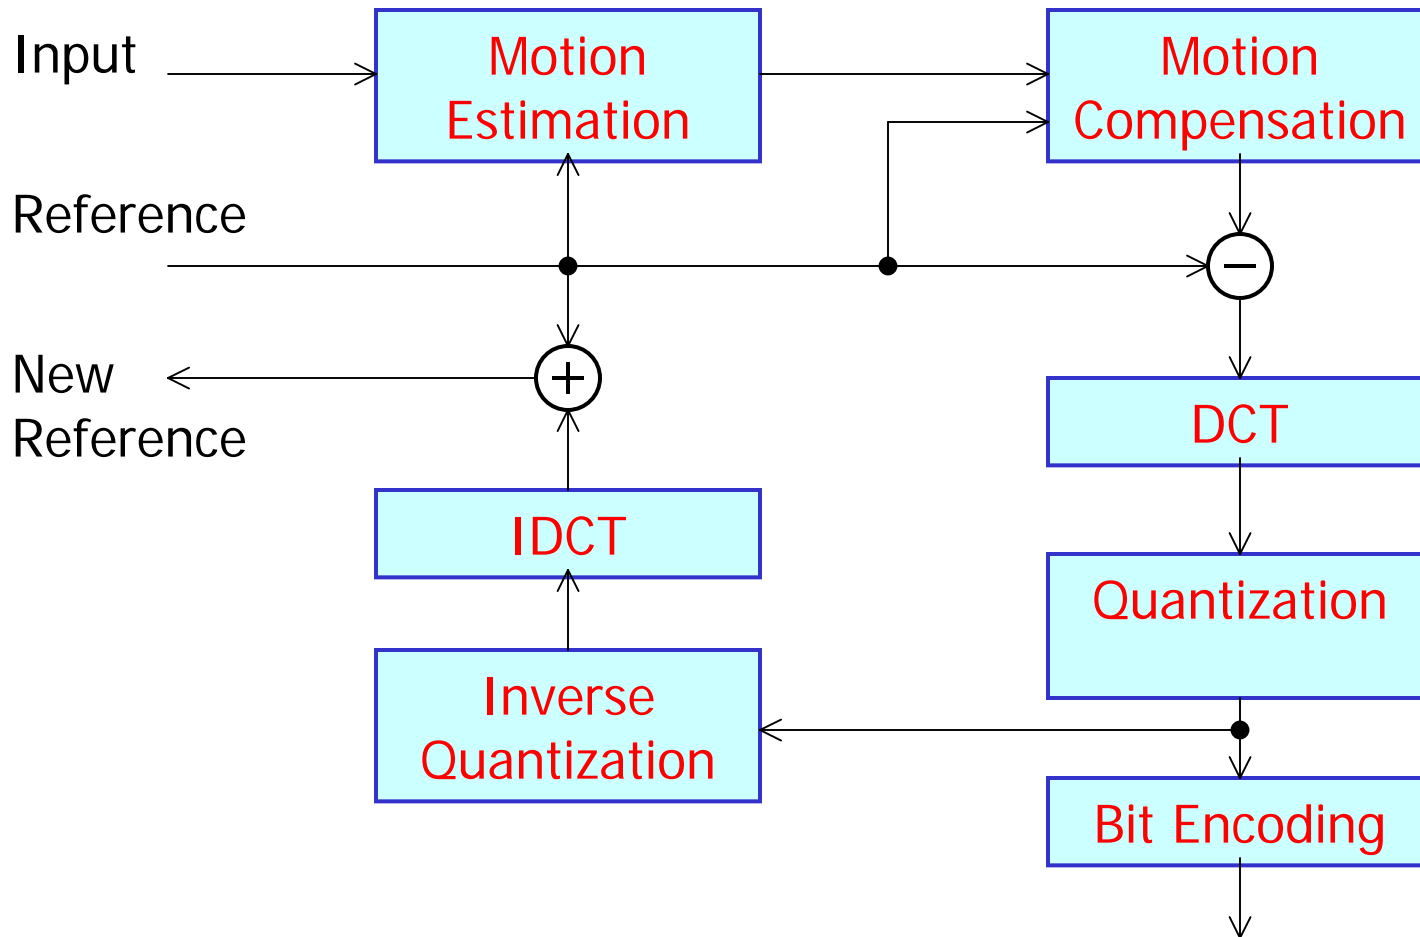 Input
Motion
Estimation
Motion
Compensation
Reference
−
New
Reference
+
DCT
IDCT
Quantization
Inverse
Quantization
Bit Encoding